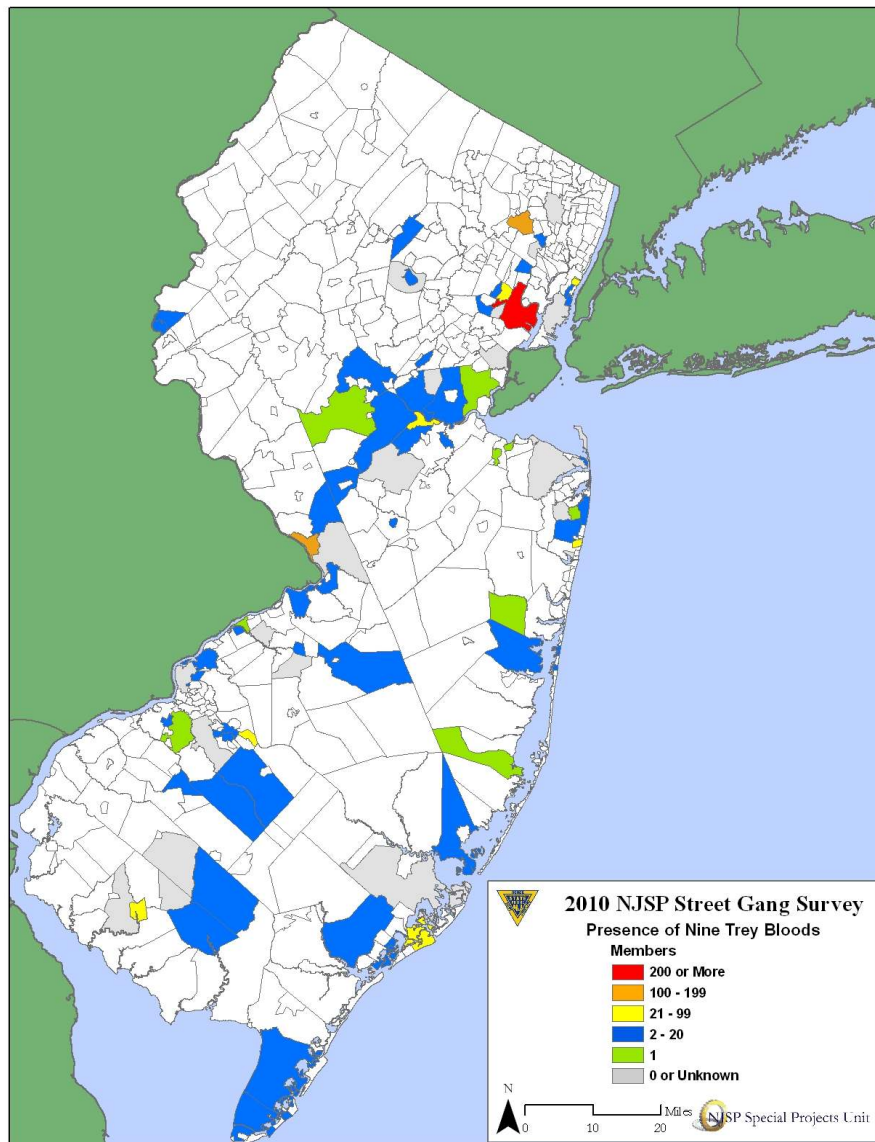 2010 NJSP Street Gang Survey
Presence of Nine Trey Bloods
Members
200 or More
100 - 199
21 - 99
2 - 20
1
0 or Unknown
N
0 10 20 Miles
NJSP Special Projects Unit